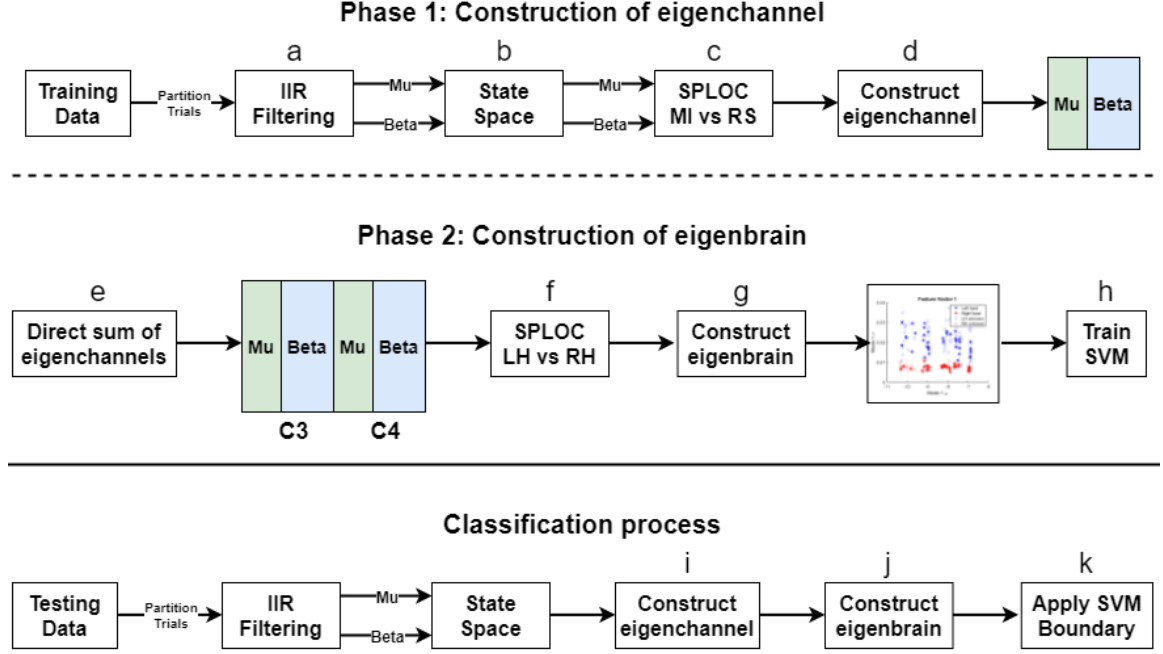 Phase 1: Construction of eigenchannel
a
b
c
d
Training
Data
Partition
Trials
IIR
Filtering
Mu
Beta
State
Space
Mu
Beta
SPLOC
MI vs RS
Construct
eigenchannel
Mu
Beta
Phase 2: Construction of eigenbrain
e
f
g
h
Direct sum of
eigenchannels
Mu
Beta
Mu
Beta
C3
C4
SPLOC
LH vs RH
Construct
eigenbrain
Train
SVM
Classification process
i
j
k
Testing
Data
Partition
Trials
IIR
Filtering
Mu
Beta
State
Space
Construct
eigenchannel
Construct
eigenbrain
Apply SVM
Boundary